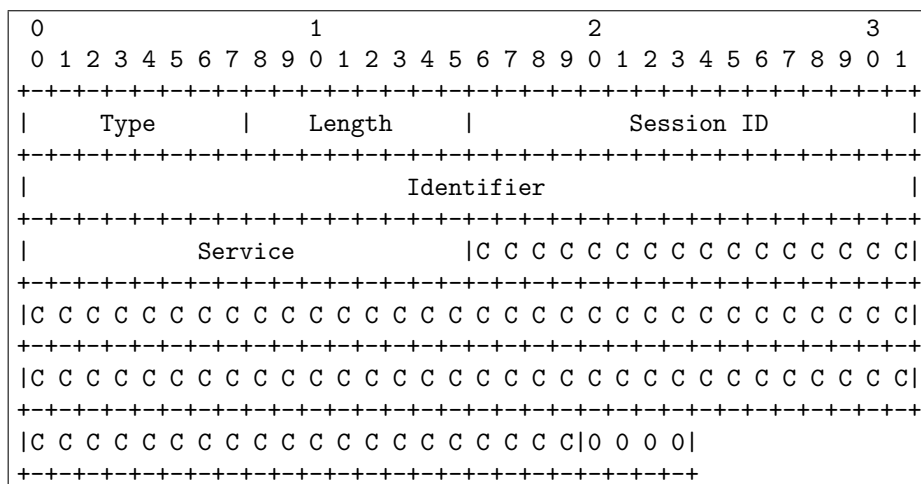 0                   1                   2                   3
 0 1 2 3 4 5 6 7 8 9 0 1 2 3 4 5 6 7 8 9 0 1 2 3 4 5 6 7 8 9 0 1
+-+-+-+-+-+-+-+-+-+-+-+-+-+-+-+-+-+-+-+-+-+-+-+-+-+-+-+-+-+-+-+-+
|     Type      |    Length     |           Session ID          |
+-+-+-+-+-+-+-+-+-+-+-+-+-+-+-+-+-+-+-+-+-+-+-+-+-+-+-+-+-+-+-+-+
|                           Identifier                          |
+-+-+-+-+-+-+-+-+-+-+-+-+-+-+-+-+-+-+-+-+-+-+-+-+-+-+-+-+-+-+-+-+
|            Service            |C C C C C C C C C C C C C C C C|
+-+-+-+-+-+-+-+-+-+-+-+-+-+-+-+-+-+-+-+-+-+-+-+-+-+-+-+-+-+-+-+-+
|C C C C C C C C C C C C C C C C C C C C C C C C C C C C C C C C|
+-+-+-+-+-+-+-+-+-+-+-+-+-+-+-+-+-+-+-+-+-+-+-+-+-+-+-+-+-+-+-+-+
|C C C C C C C C C C C C C C C C C C C C C C C C C C C C C C C C|
+-+-+-+-+-+-+-+-+-+-+-+-+-+-+-+-+-+-+-+-+-+-+-+-+-+-+-+-+-+-+-+-+
|C C C C C C C C C C C C C C C C C C C C|0 0 0 0|
+-+-+-+-+-+-+-+-+-+-+-+-+-+-+-+-+-+-+-+-+-+-+-+-+